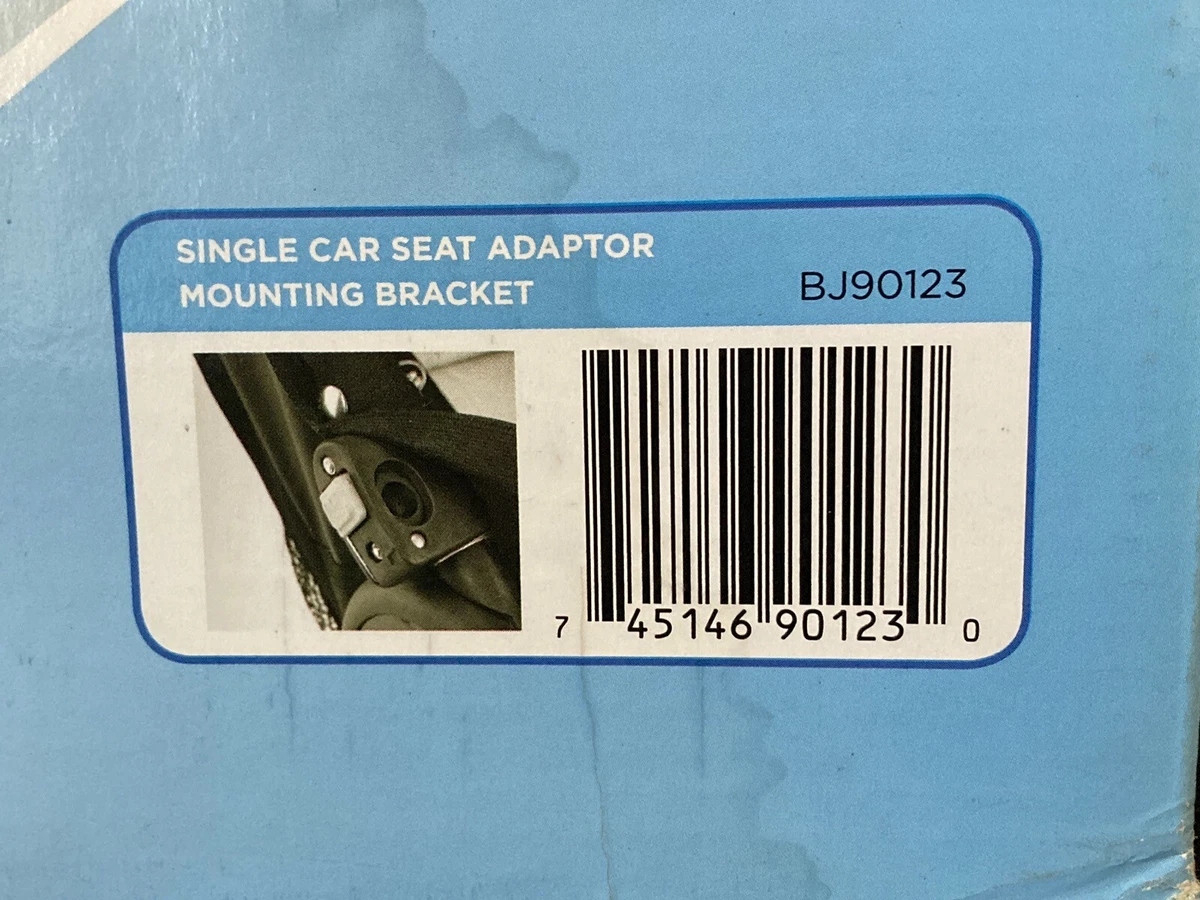 SINGLE CAR SEAT ADAPTOR
MOUNTING BRACKET
BJ90123
7 45146 90123 0